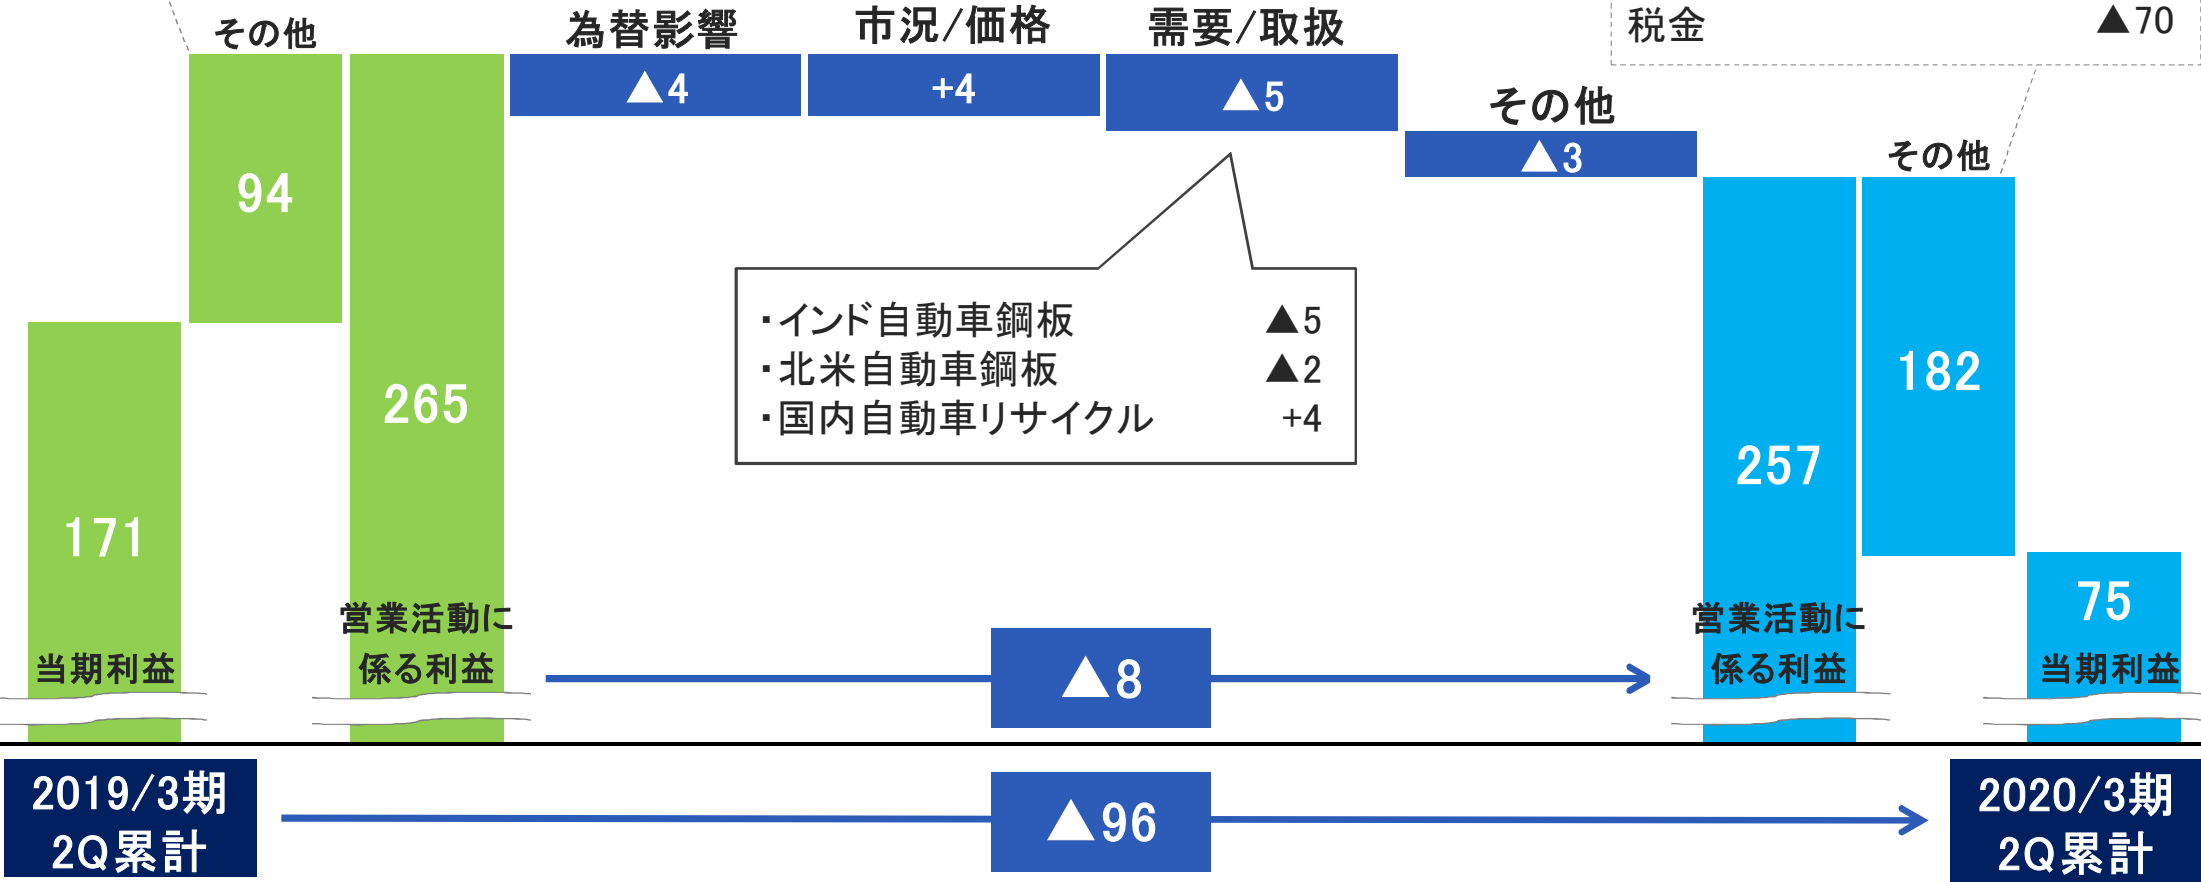 税金 ▲70
その他
為替影響
市況/価格
需要/取扱
▲4
+4
▲5
その他
▲3
その他
94
182
・インド自動車鋼板 ▲5
・北米自動車鋼板 ▲2
・国内自動車リサイクル +4
265
257
171
75
営業活動に
係る利益
当期利益
営業活動に
係る利益
当期利益
▲8
2019/3期
2Q累計
▲96
2020/3期
2Q累計